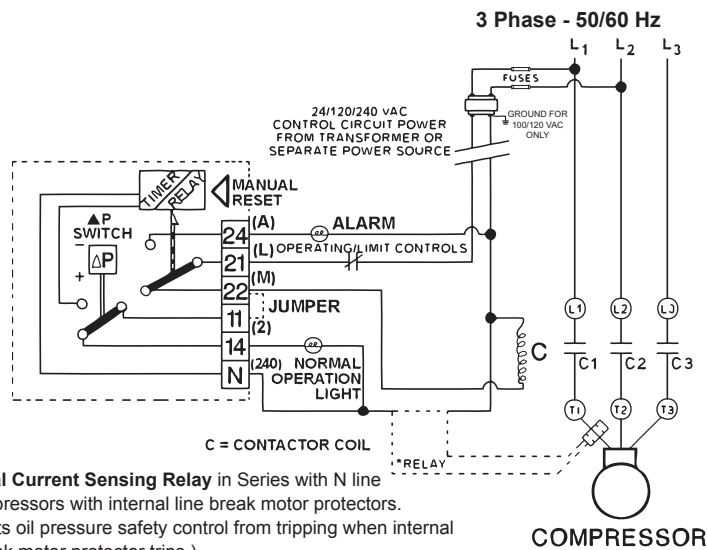 3 Phase - 50/60 Hz
L1 L2 L3
FUSES
24/120/240 VAC
CONTROL CIRCUIT POWER
FROM TRANSFORMER OR
SEPARATE POWER SOURCE
GROUND FOR
100/120 VAC
ONLY
TIMER
RELAY
MANUAL
RESET
▲P
SWITCH
ΔP
−
+
24 (A) ALARM
21 (L) OPERATING/LIMIT CONTROLS
22 (M)
JUMPER
11
14 (2)
N (240) NORMAL
OPERATION
LIGHT
C
L1 L2 L3
C1 C2 C3
T1 T2 T3
C = CONTACTOR COIL
*RELAY
al Current Sensing Relay in Series with N line
pressors with internal line break motor protectors.
ts oil pressure safety control from tripping when internal
ak motor protector trips.)
COMPRESSOR